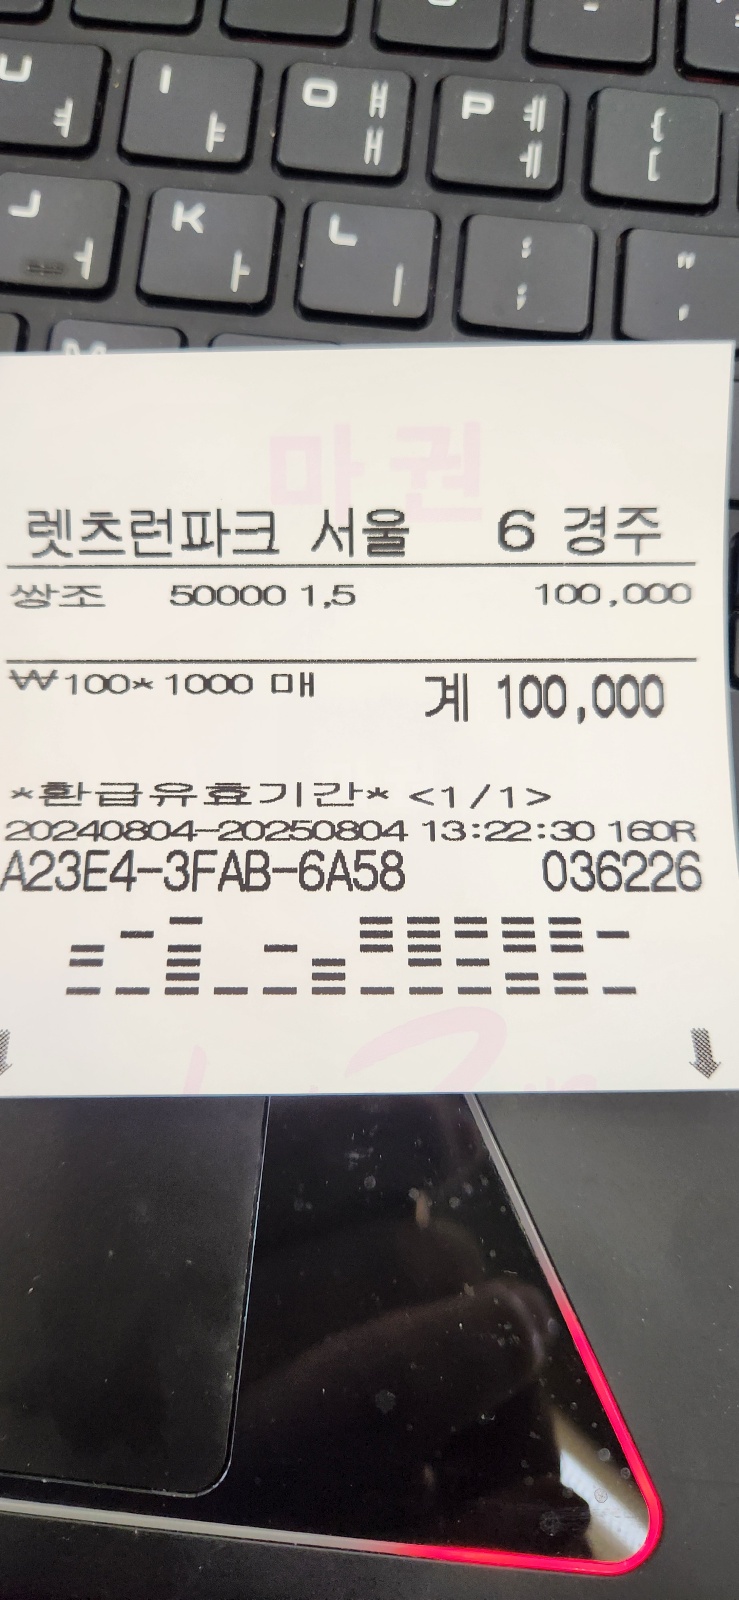 U ㅕ I ㅑ O ㅒ ㅐ P ㅖ ㅔ { [
J ㅓ K ㅏ L ㅣ : ; " '
마권
렛츠런파크 서울 6 경주
쌍조 50000 1,5 100,000
₩100* 1000 매 계 100,000
*환급유효기간* <1/1>
20240804-20250804 13:22:30 160R
A23E4-3FAB-6A58 036226